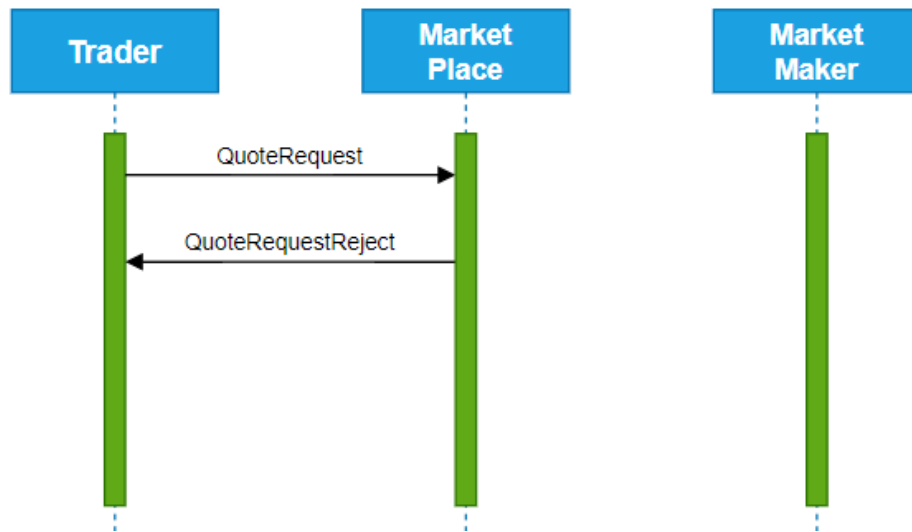 Trader
Market
Place
Market
Maker
QuoteRequest
QuoteRequestReject